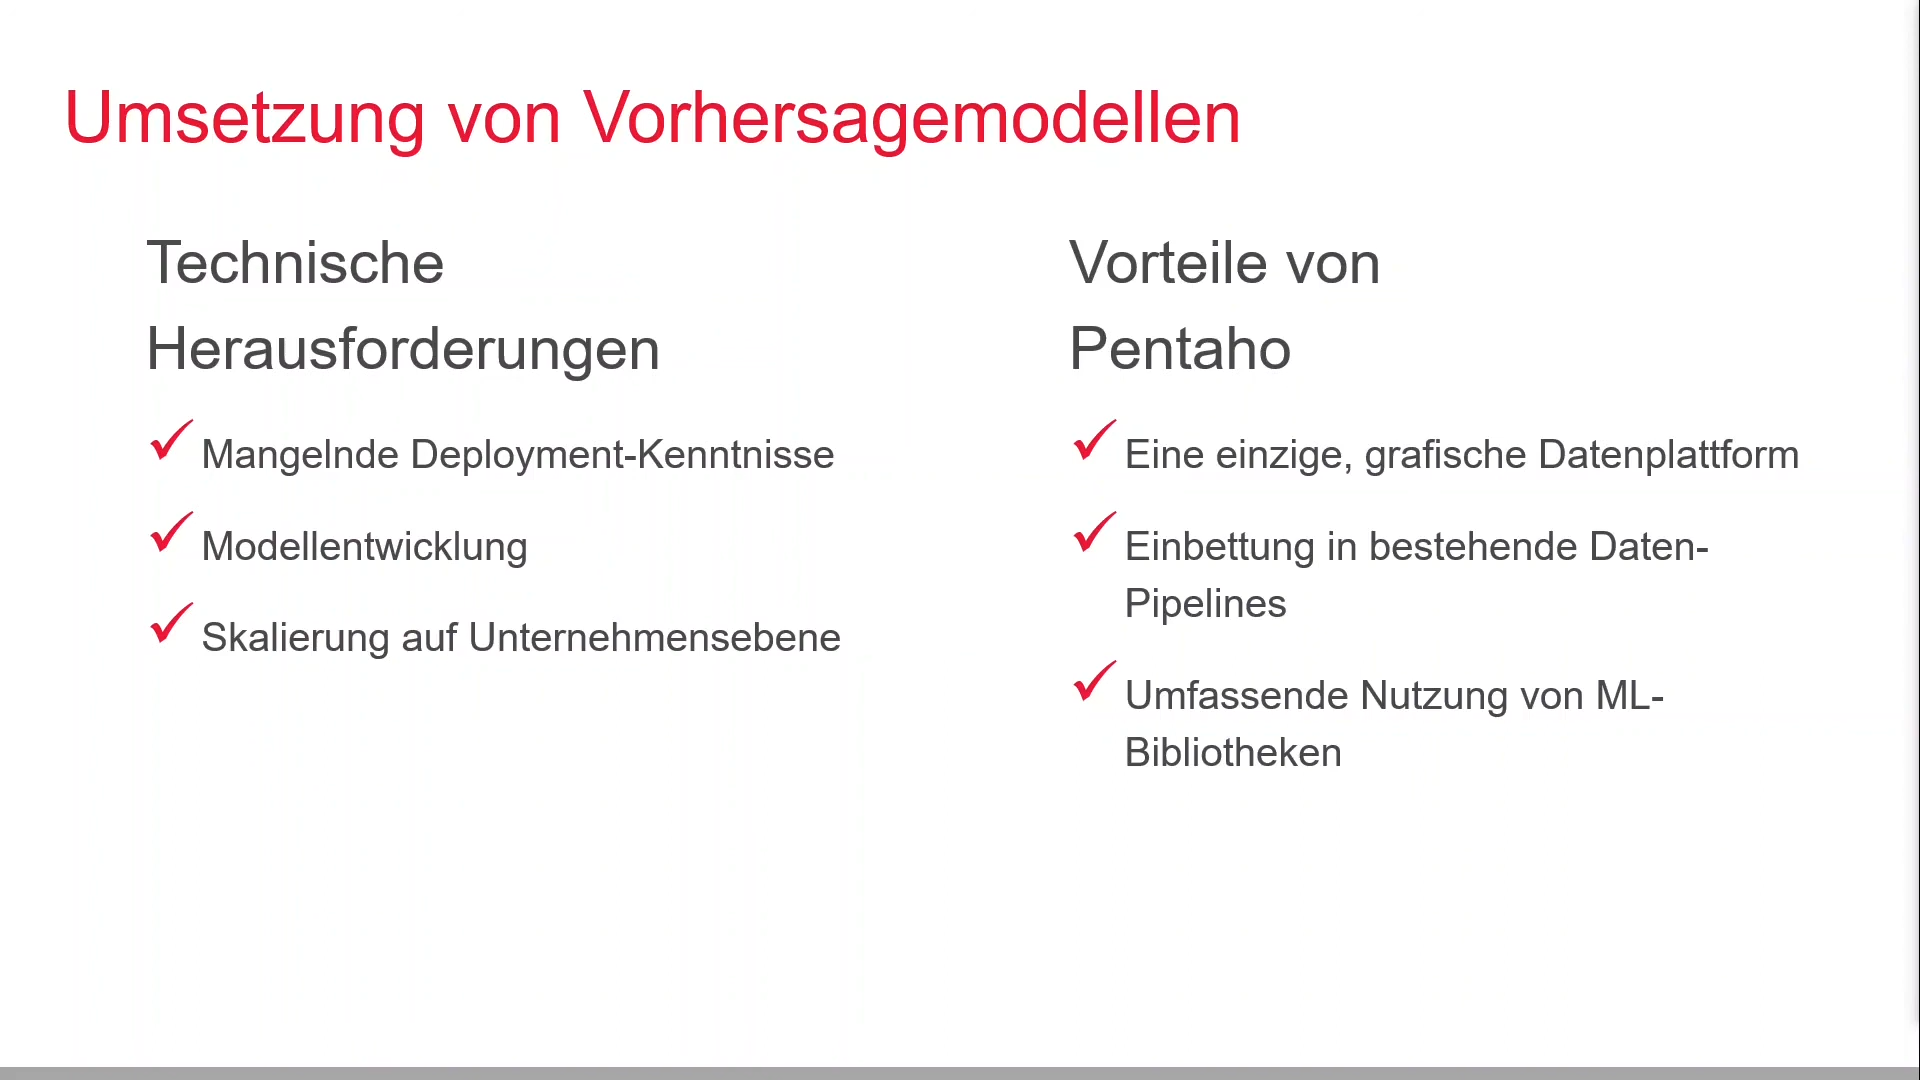 Umsetzung von Vorhersagemodellen
Technische
Herausforderungen
Mangelnde Deployment-Kenntnisse
Modellentwicklung
Skalierung auf Unternehmensebene
Vorteile von
Pentaho
Eine einzige, grafische Datenplattform
Einbettung in bestehende Daten-
Pipelines
Umfassende Nutzung von ML-
Bibliotheken